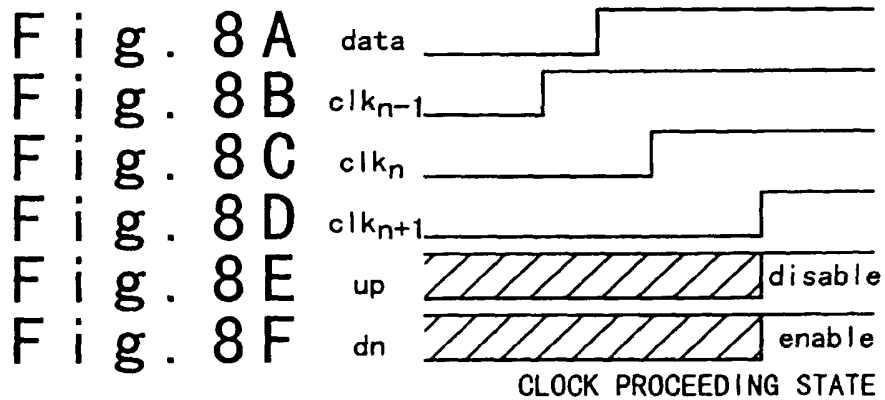 Fig. 8A data
Fig. 8B clkn-1
Fig. 8C clkn
Fig. 8D clkn+1
Fig. 8E up disable
Fig. 8F dn enable
CLOCK PROCEEDING STATE